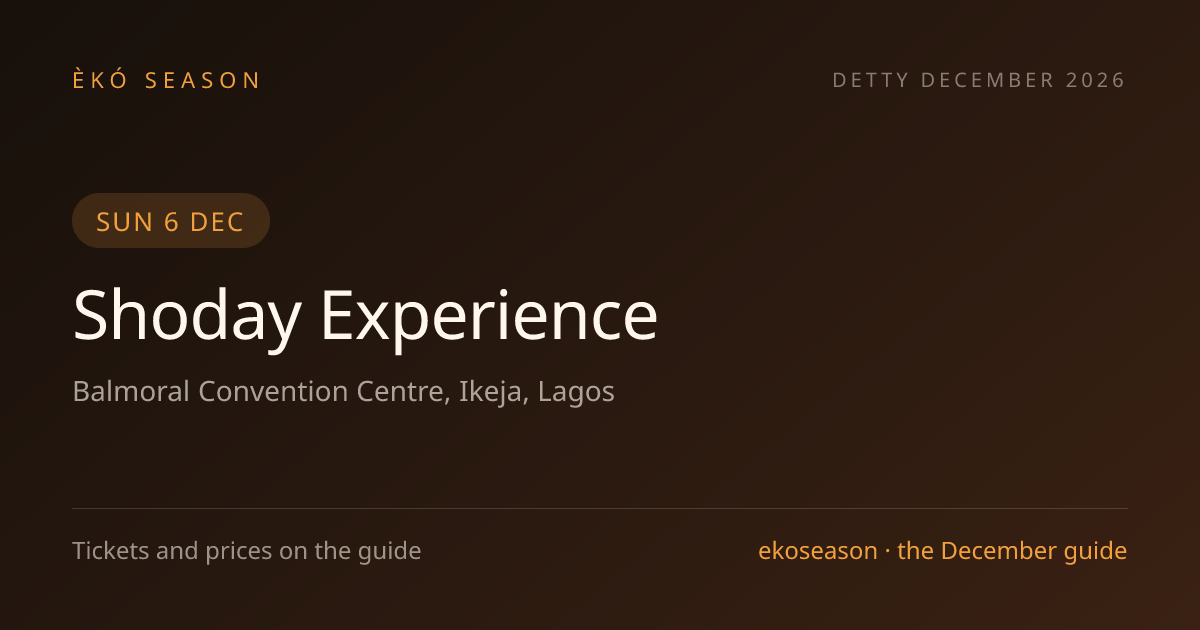 ÈKÓ SEASON
DETTY DECEMBER 2026
SUN 6 DEC
Shoday Experience
Balmoral Convention Centre, Ikeja, Lagos
Tickets and prices on the guide
ekoseason · the December guide